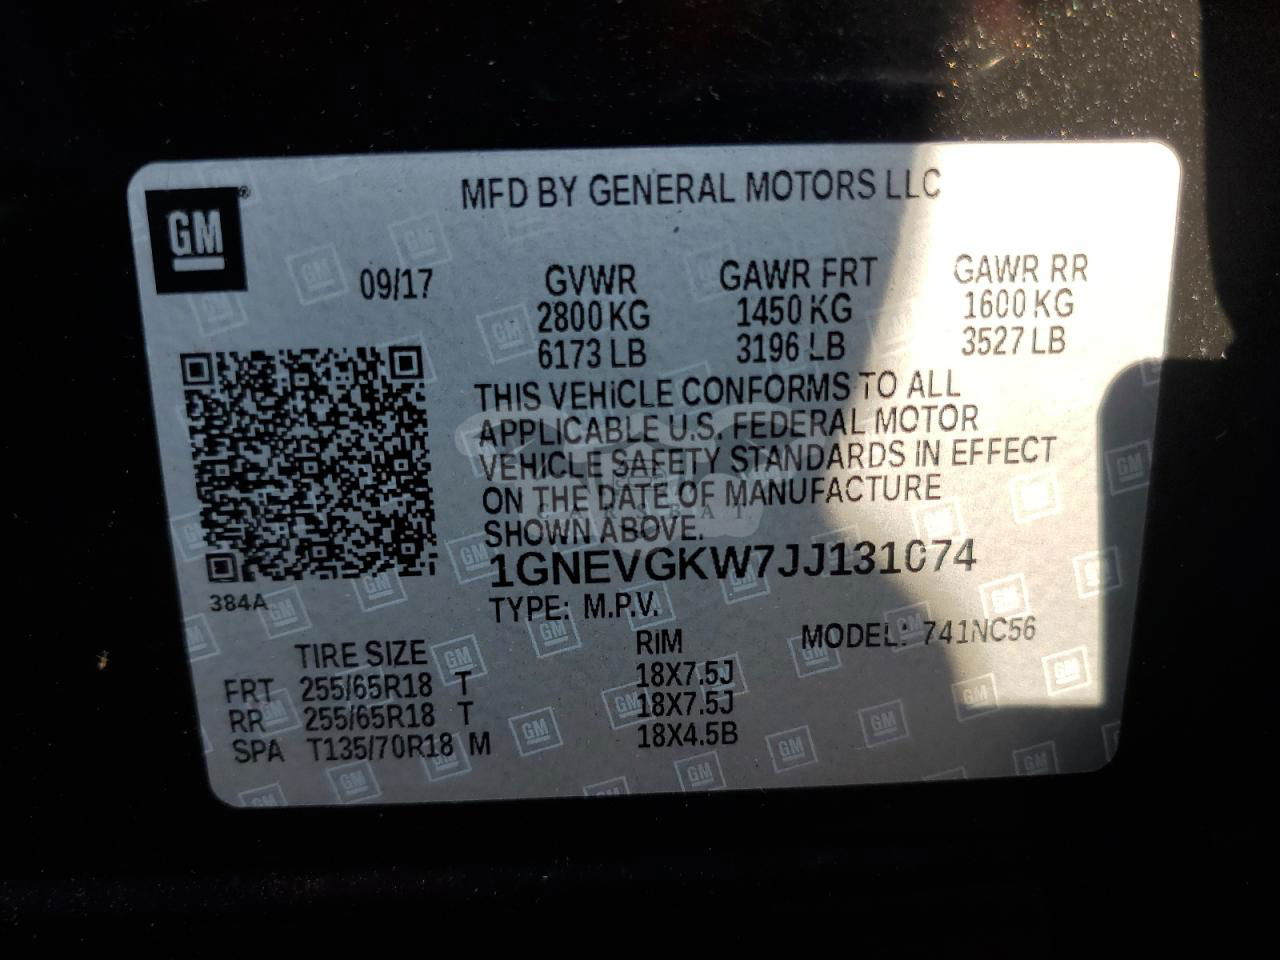 GM®
MFD BY GENERAL MOTORS LLC
09/17
GVWR GAWR FRT GAWR RR
2800 KG 1450 KG 1600 KG
6173 LB 3196 LB 3527 LB
THIS VEHICLE CONFORMS TO ALL
APPLICABLE U.S. FEDERAL MOTOR
VEHICLE SAFETY STANDARDS IN EFFECT
ON THE DATE OF MANUFACTURE
SHOWN ABOVE.
CARSBAT
1GNEVGKW7JJ131074
384A
TYPE: M.P.V.
MODEL: 741NC56
TIRE SIZE RIM
FRT 255/65R18 T 18X7.5J
RR 255/65R18 T 18X7.5J
SPA T135/70R18 M 18X4.5B